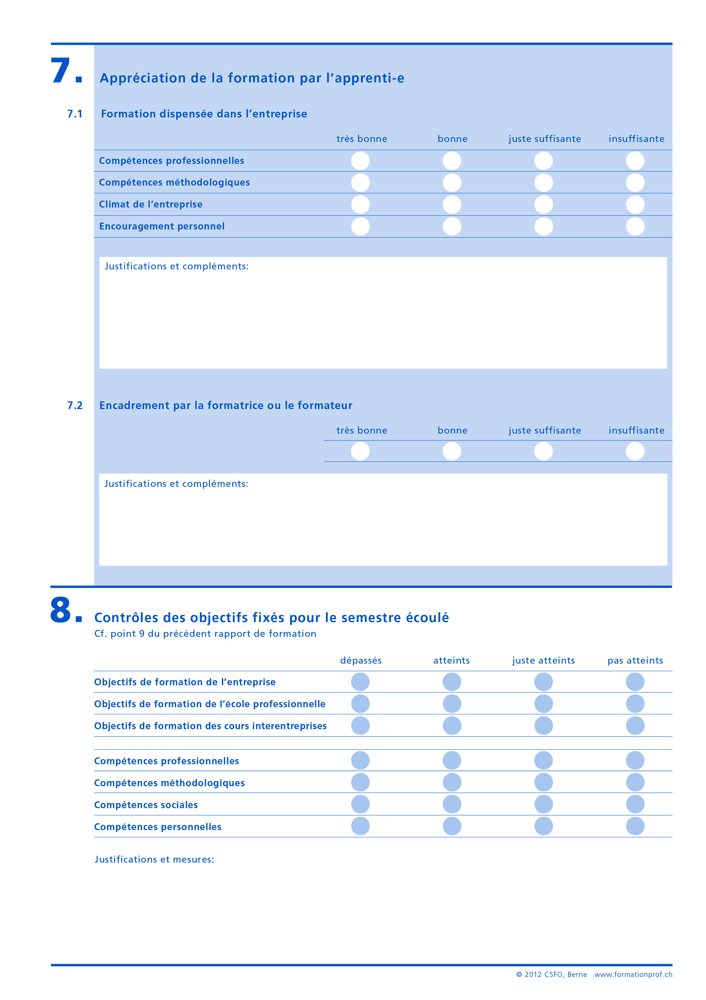 7. Appréciation de la formation par l’apprenti-e
7.1 Formation dispensée dans l’entreprise
très bonne bonne juste suffisante insuffisante
Compétences professionnelles
Compétences méthodologiques
Climat de l’entreprise
Encouragement personnel
Justifications et compléments:
7.2 Encadrement par la formatrice ou le formateur
très bonne bonne juste suffisante insuffisante
Justifications et compléments:
8. Contrôles des objectifs fixés pour le semestre écoulé
Cf. point 9 du précédent rapport de formation
dépassés atteints juste atteints pas atteints
Objectifs de formation de l’entreprise
Objectifs de formation de l’école professionnelle
Objectifs de formation des cours interentreprises
Compétences professionnelles
Compétences méthodologiques
Compétences sociales
Compétences personnelles
Justifications et mesures:
© 2012 CSFO, Berne www.formationprof.ch